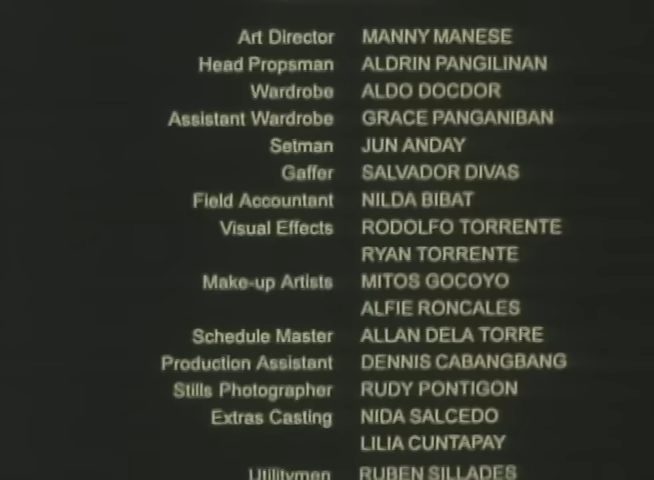 Art Director MANNY MANESE
Head Propsman ALDRIN PANGILINAN
Wardrobe ALDO DOCDOR
Assistant Wardrobe GRACE PANGANIBAN
Setman JUN ANDAY
Gaffer SALVADOR DIVAS
Field Accountant NILDA BIBAT
Visual Effects RODOLFO TORRENTE
RYAN TORRENTE
Make-up Artists MITOS GOCOYO
ALFIE RONCALES
Schedule Master ALLAN DELA TORRE
Production Assistant DENNIS CABANGBANG
Stills Photographer RUDY PONTIGON
Extras Casting NIDA SALCEDO
LILIA CUNTAPAY
Utilitymen RUBEN SILLADES